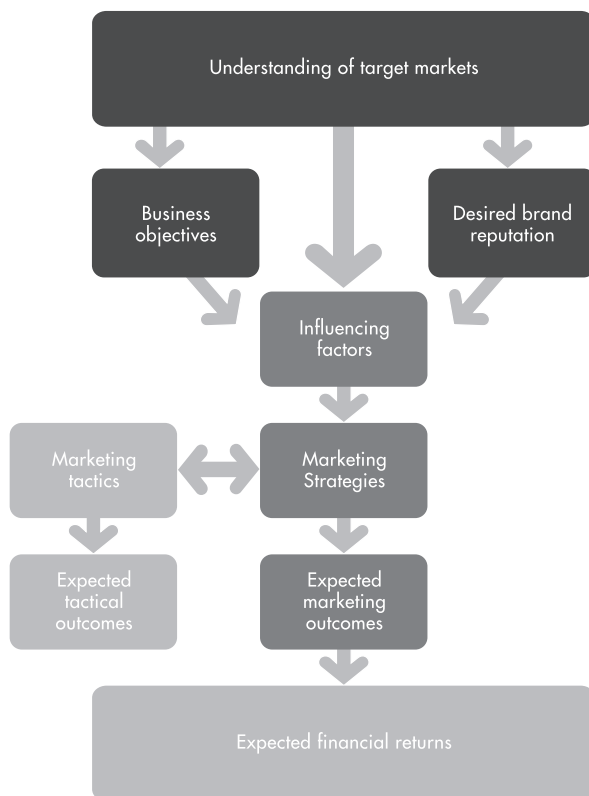 Understanding of target markets
Business
objectives
Desired brand
reputation
Influencing
factors
Marketing
tactics
Marketing
Strategies
Expected
tactical
outcomes
Expected
marketing
outcomes
Expected financial returns